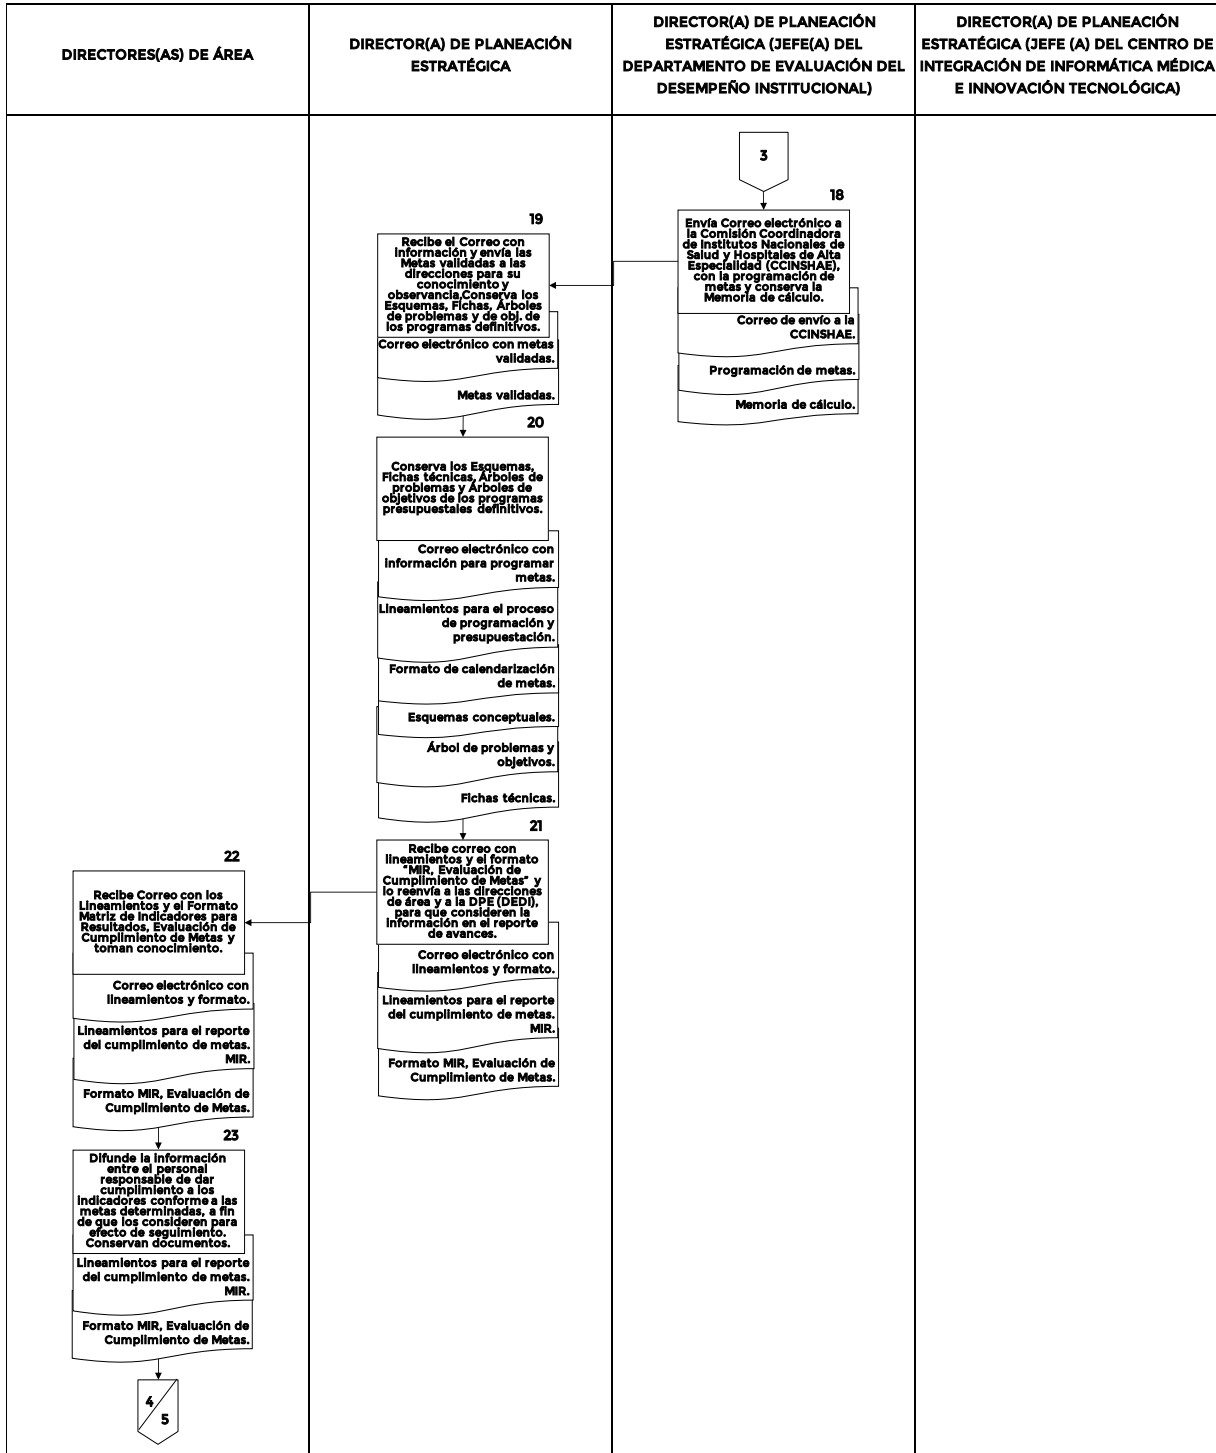 DIRECTORES(AS) DE ÁREA
DIRECTOR(A) DE PLANEACIÓN
ESTRATÉGICA
DIRECTOR(A) DE PLANEACIÓN
ESTRATÉGICA (JEFE(A) DEL
DEPARTAMENTO DE EVALUACIÓN DEL
DESEMPEÑO INSTITUCIONAL)
DIRECTOR(A) DE PLANEACIÓN
ESTRATÉGICA (JEFE (A) DEL CENTRO DE
INTEGRACIÓN DE INFORMÁTICA MÉDICA
E INNOVACIÓN TECNOLÓGICA)
3
18
Envía Correo electrónico a
la Comisión Coordinadora
de Institutos Nacionales de
Salud y Hospitales de Alta
Especialidad (CCINSHAE),
con la programación de
metas y conserva la
Memoria de cálculo.
Correo de envío a la
CCINSHAE.
Programación de metas.
Memoria de cálculo.
19
Recibe el Correo con
información y envía las
Metas validadas a las
direcciones para su
conocimiento y
observancia,Conserva los
Esquemas, Fichas, Árboles
de problemas y de obj. de
los programas definitivos.
Correo electrónico con metas
validadas.
Metas validadas.
20
Conserva los Esquemas,
Fichas técnicas, Árboles de
problemas y Árboles de
objetivos de los programas
presupuestales definitivos.
Correo electrónico con
información para programar
metas.
Lineamientos para el proceso
de programación y
presupuestación.
Formato de calendarización
de metas.
Esquemas conceptuales.
Árbol de problemas y
objetivos.
Fichas técnicas.
21
Recibe correo con
lineamientos y el formato
"MIR, Evaluación de
Cumplimiento de Metas" y
lo reenvía a las direcciones
de área y a la DPE (DEDI),
para que consideren la
información en el reporte
de avances.
Correo electrónico con
lineamientos y formato.
Lineamientos para el reporte
del cumplimiento de metas.
MIR.
Formato MIR, Evaluación de
Cumplimiento de Metas.
22
Recibe Correo con los
Lineamientos y el Formato
Matriz de Indicadores para
Resultados, Evaluación de
Cumplimiento de Metas y
toman conocimiento.
Correo electrónico con
lineamientos y formato.
Lineamientos para el reporte
del cumplimiento de metas.
MIR.
Formato MIR, Evaluación de
Cumplimiento de Metas.
23
Difunde la información
entre el personal
responsable de dar
cumplimiento a los
indicadores conforme a las
metas determinadas, a fin
de que los consideren para
efecto de seguimiento.
Conservan documentos.
Lineamientos para el reporte
del cumplimiento de metas.
MIR.
Formato MIR, Evaluación de
Cumplimiento de Metas.
4
5